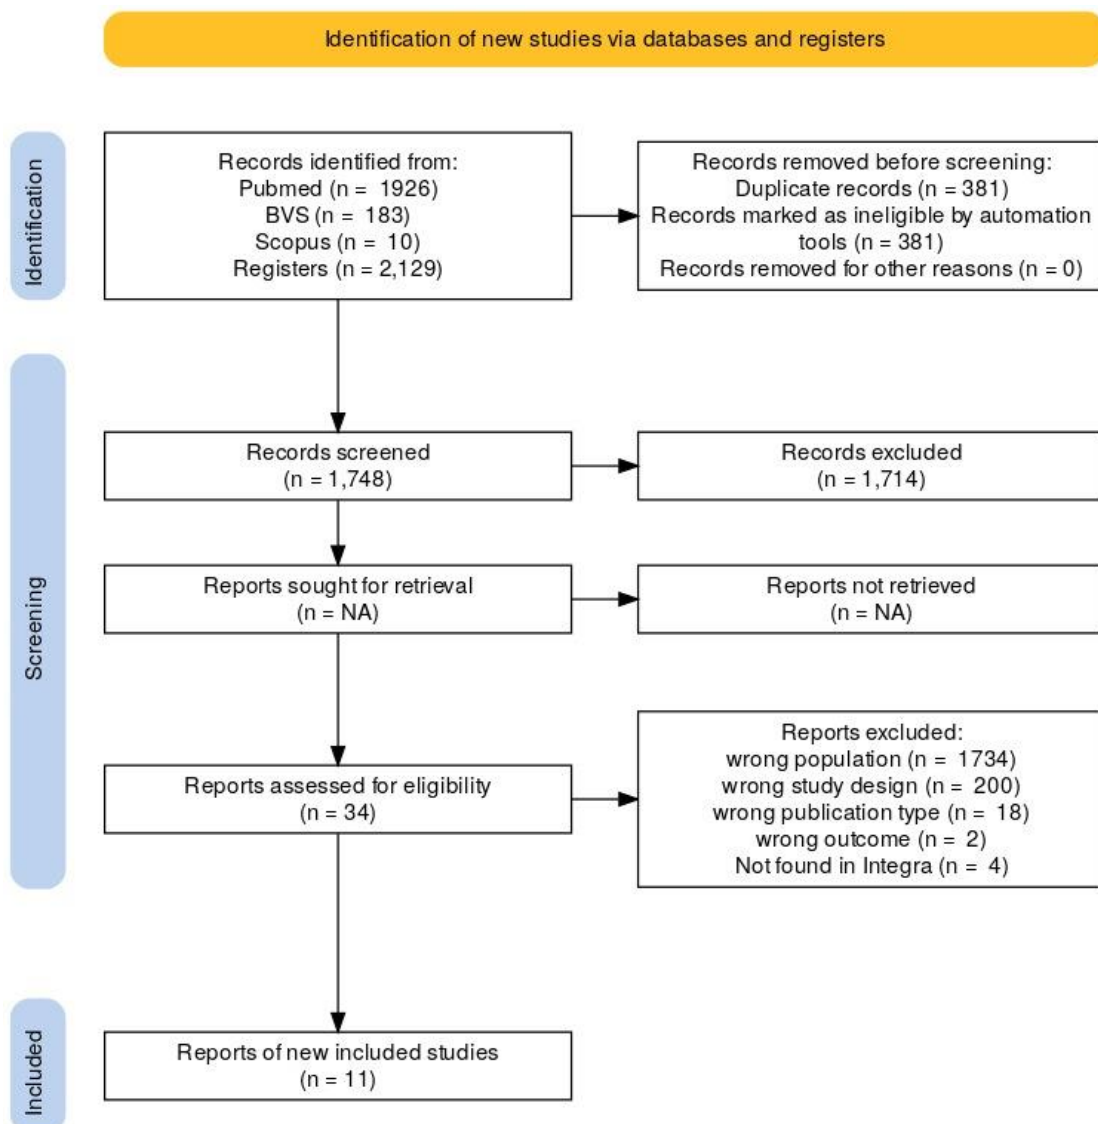 Identification of new studies via databases and registers
Identification
Records identified from:
Pubmed (n = 1926)
BVS (n = 183)
Scopus (n = 10)
Registers (n = 2,129)
Records removed before screening:
Duplicate records (n = 381)
Records marked as ineligible by automation
tools (n = 381)
Records removed for other reasons (n = 0)
Screening
Records screened
(n = 1,748)
Records excluded
(n = 1,714)
Reports sought for retrieval
(n = NA)
Reports not retrieved
(n = NA)
Reports assessed for eligibility
(n = 34)
Reports excluded:
wrong population (n = 1734)
wrong study design (n = 200)
wrong publication type (n = 18)
wrong outcome (n = 2)
Not found in Integra (n = 4)
Included
Reports of new included studies
(n = 11)